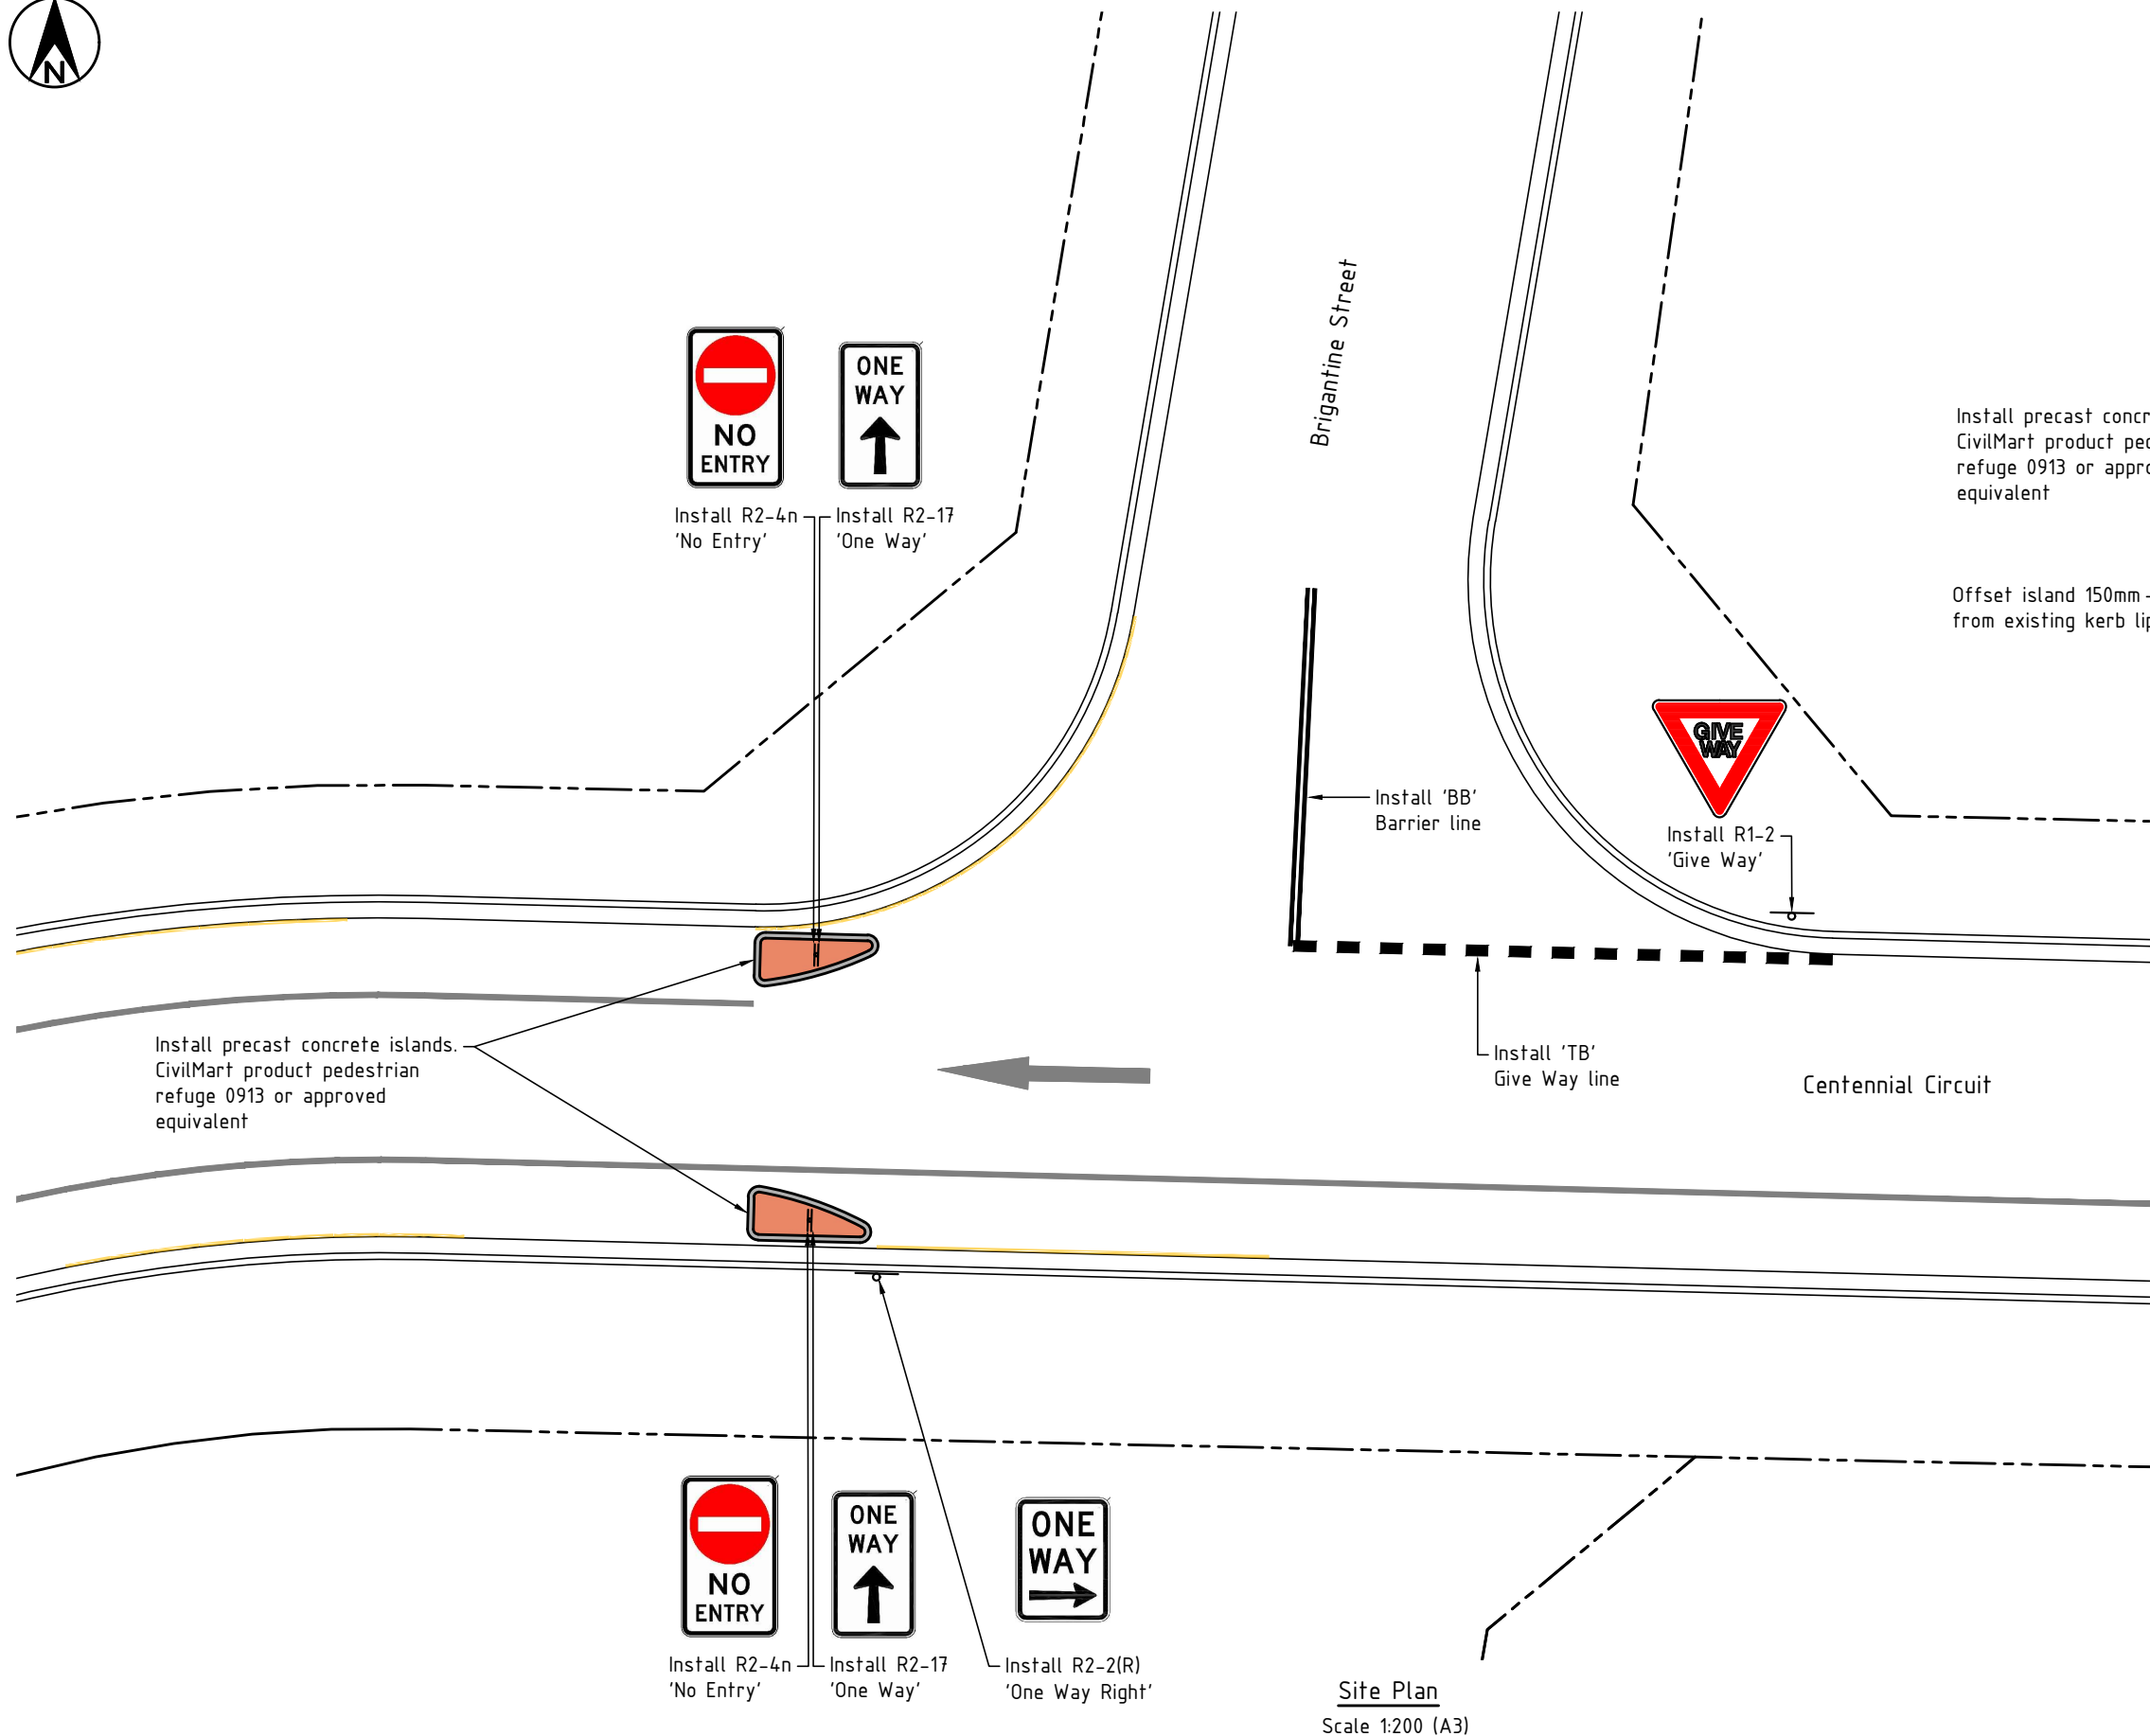 N
Brigantine Street
NO
ENTRY
ONE
WAY
Install R2-4n
'No Entry'
Install R2-17
'One Way'
Install precast
CivilMart product
refuge 0913 or
equivalent
Offset island 150mm
from existing kerb
GIVE
WAY
Install R1-2
'Give Way'
Install 'BB'
Barrier line
Install 'TB'
Give Way line
Centennial Circuit
Install precast concrete islands.
CivilMart product pedestrian
refuge 0913 or approved
equivalent
NO
ENTRY
ONE
WAY
ONE
WAY
Install R2-4n
'No Entry'
Install R2-17
'One Way'
Install R2-2(R)
'One Way Right'
Site Plan
Scale 1:200 (A3)